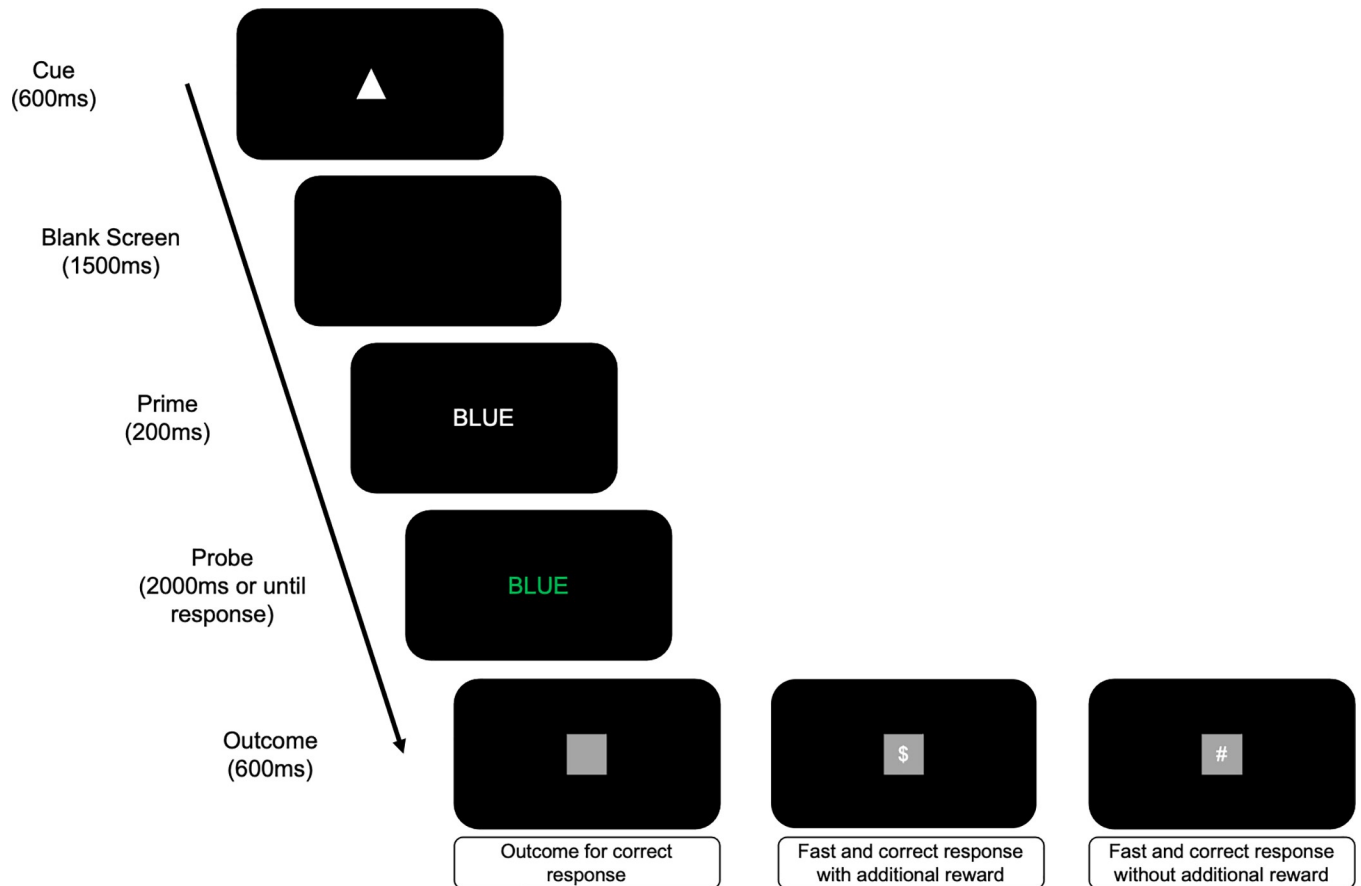 Cue
(600ms)
Blank Screen
(1500ms)
Prime
(200ms)
BLUE
Probe
(2000ms or until
response)
BLUE
Outcome
(600ms)
$
#
Outcome for correct
response
Fast and correct response
with additional reward
Fast and correct response
without additional reward